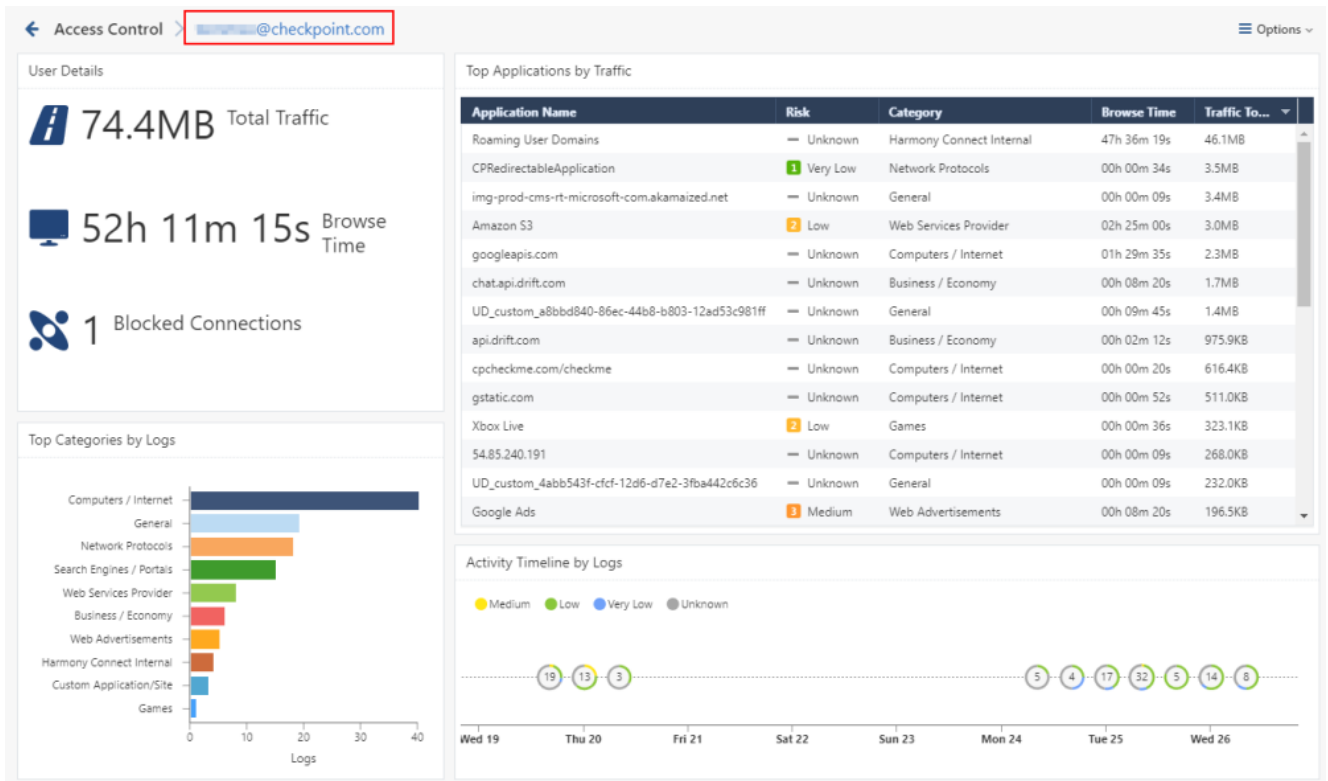 Access Control
@checkpoint.com
Options
User Details
74.4MB Total Traffic
52h 11m 15s Browse Time
1 Blocked Connections
Top Applications by Traffic
Application Name Risk Category Browse Time Traffic To...
Roaming User Domains Unknown Harmony Connect Internal 47h 36m 19s 46.1MB
CPRedirectableApplication 1 Very Low Network Protocols 00h 00m 34s 3.5MB
img-prod-cms-rt-microsoft-com.akamaized.net Unknown General 00h 00m 09s 3.4MB
Amazon S3 2 Low Web Services Provider 02h 25m 00s 3.0MB
googleapis.com Unknown Computers / Internet 01h 29m 35s 2.3MB
chat.api.drift.com Unknown Business / Economy 00h 08m 20s 1.7MB
UD_custom_a8bbd840-86ec-44b8-b803-12ad53c981ff Unknown General 00h 09m 45s 1.4MB
api.drift.com Unknown Business / Economy 00h 02m 12s 975.9KB
cpcheckme.com/checkme Unknown Computers / Internet 00h 00m 20s 616.4KB
gstatic.com Unknown Computers / Internet 00h 00m 52s 511.0KB
Xbox Live 2 Low Games 00h 00m 36s 323.1KB
54.85.240.191 Unknown Computers / Internet 00h 00m 09s 268.0KB
UD_custom_4abb543f-cfcf-12d6-d7e2-3fba442c6c36 Unknown General 00h 00m 09s 232.0KB
Google Ads 3 Medium Web Advertisements 00h 08m 20s 196.5KB
Top Categories by Logs
Computers / Internet
General
Network Protocols
Search Engines / Portals
Web Services Provider
Business / Economy
Web Advertisements
Harmony Connect Internal
Custom Application/Site
Games
0 10 20 30 40
Logs
Activity Timeline by Logs
Medium Low Very Low Unknown
19 13 3 5 4 17 32 5 14 8
Wed 19 Thu 20 Fri 21 Sat 22 Sun 23 Mon 24 Tue 25 Wed 26